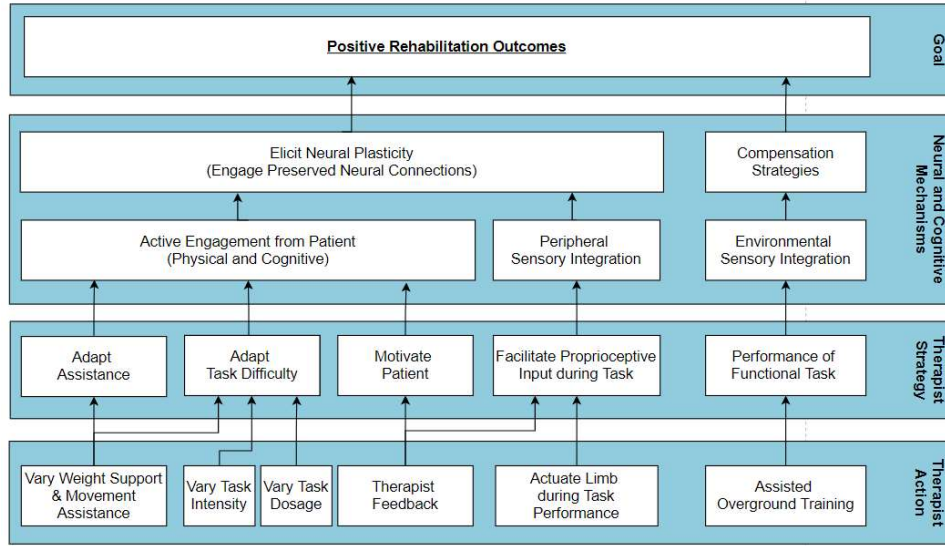 Positive Rehabilitation Outcomes
Goal
Elicit Neural Plasticity
(Engage Preserved Neural Connections)
Compensation
Strategies
Active Engagement from Patient
(Physical and Cognitive)
Peripheral
Sensory Integration
Environmental
Sensory Integration
Neural and Cognitive
Mechanisms
Adapt
Assistance
Adapt
Task Difficulty
Motivate
Patient
Facilitate Proprioceptive
Input during Task
Performance of
Functional Task
Therapist
Strategy
Vary Weight Support
& Movement
Assistance
Vary Task
Intensity
Vary Task
Dosage
Therapist
Feedback
Actuate Limb
during Task
Performance
Assisted
Overground Training
Therapist
Action